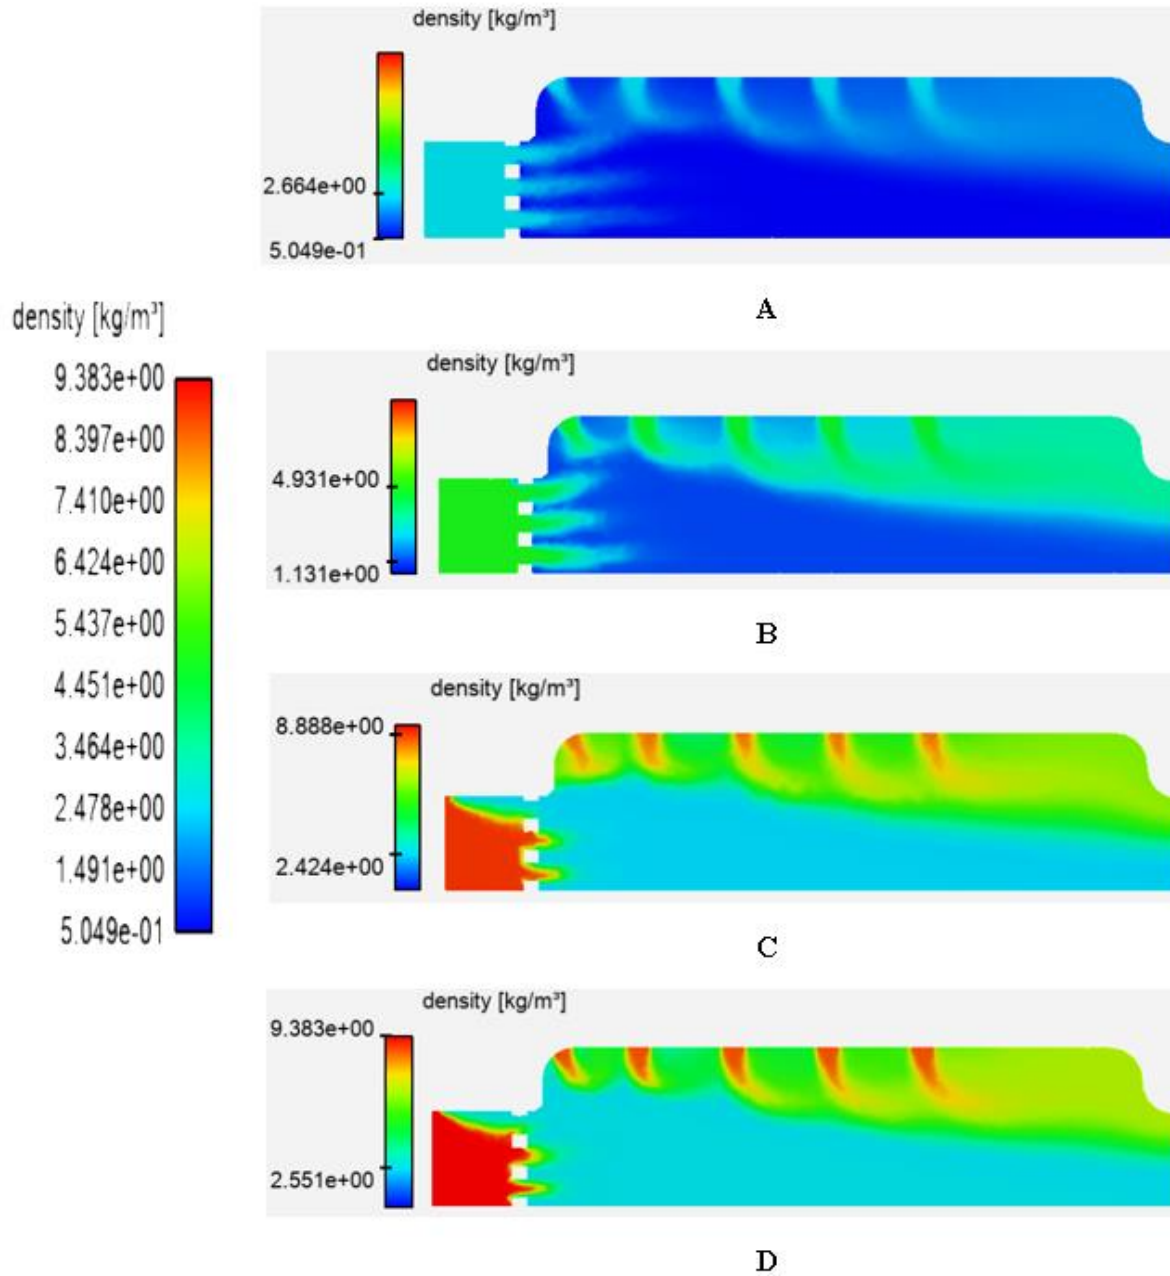 density [kg/m³]
2.664e+00
5.049e-01
A
density [kg/m³]
9.383e+00
8.397e+00
7.410e+00
6.424e+00
5.437e+00
4.451e+00
3.464e+00
2.478e+00
1.491e+00
5.049e-01
density [kg/m³]
4.931e+00
1.131e+00
B
density [kg/m³]
8.888e+00
2.424e+00
C
density [kg/m³]
9.383e+00
2.551e+00
D